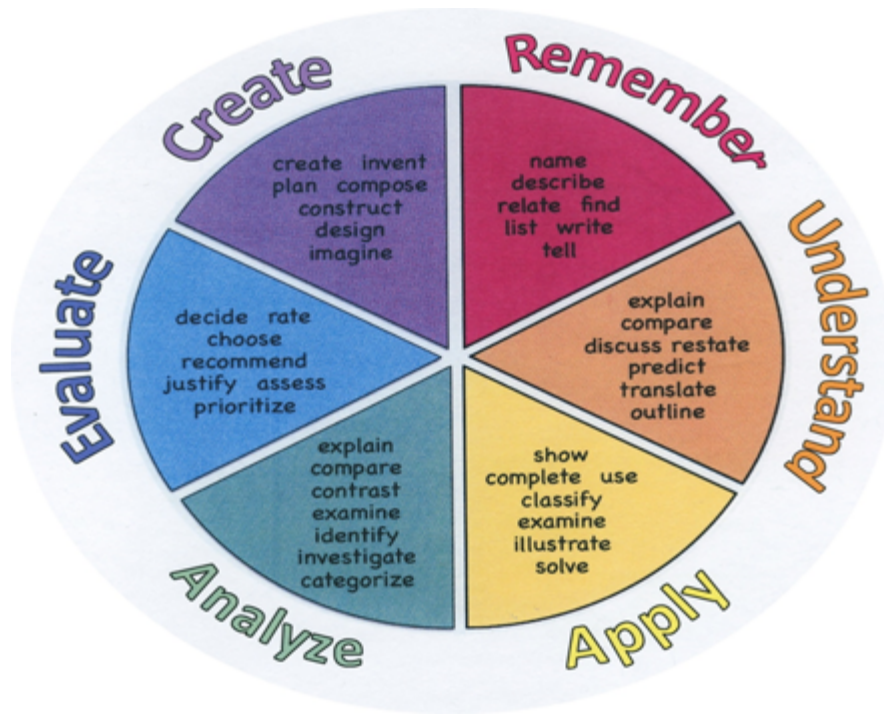 Create
create invent
plan compose
construct
design
imagine
Remember
name
describe
relate find
list write
tell
Understand
explain
compare
discuss restate
predict
translate
outline
Apply
show
complete use
classify
examine
illustrate
solve
Analyze
explain
compare
contrast
examine
identify
investigate
categorize
Evaluate
decide rate
choose
recommend
justify assess
prioritize